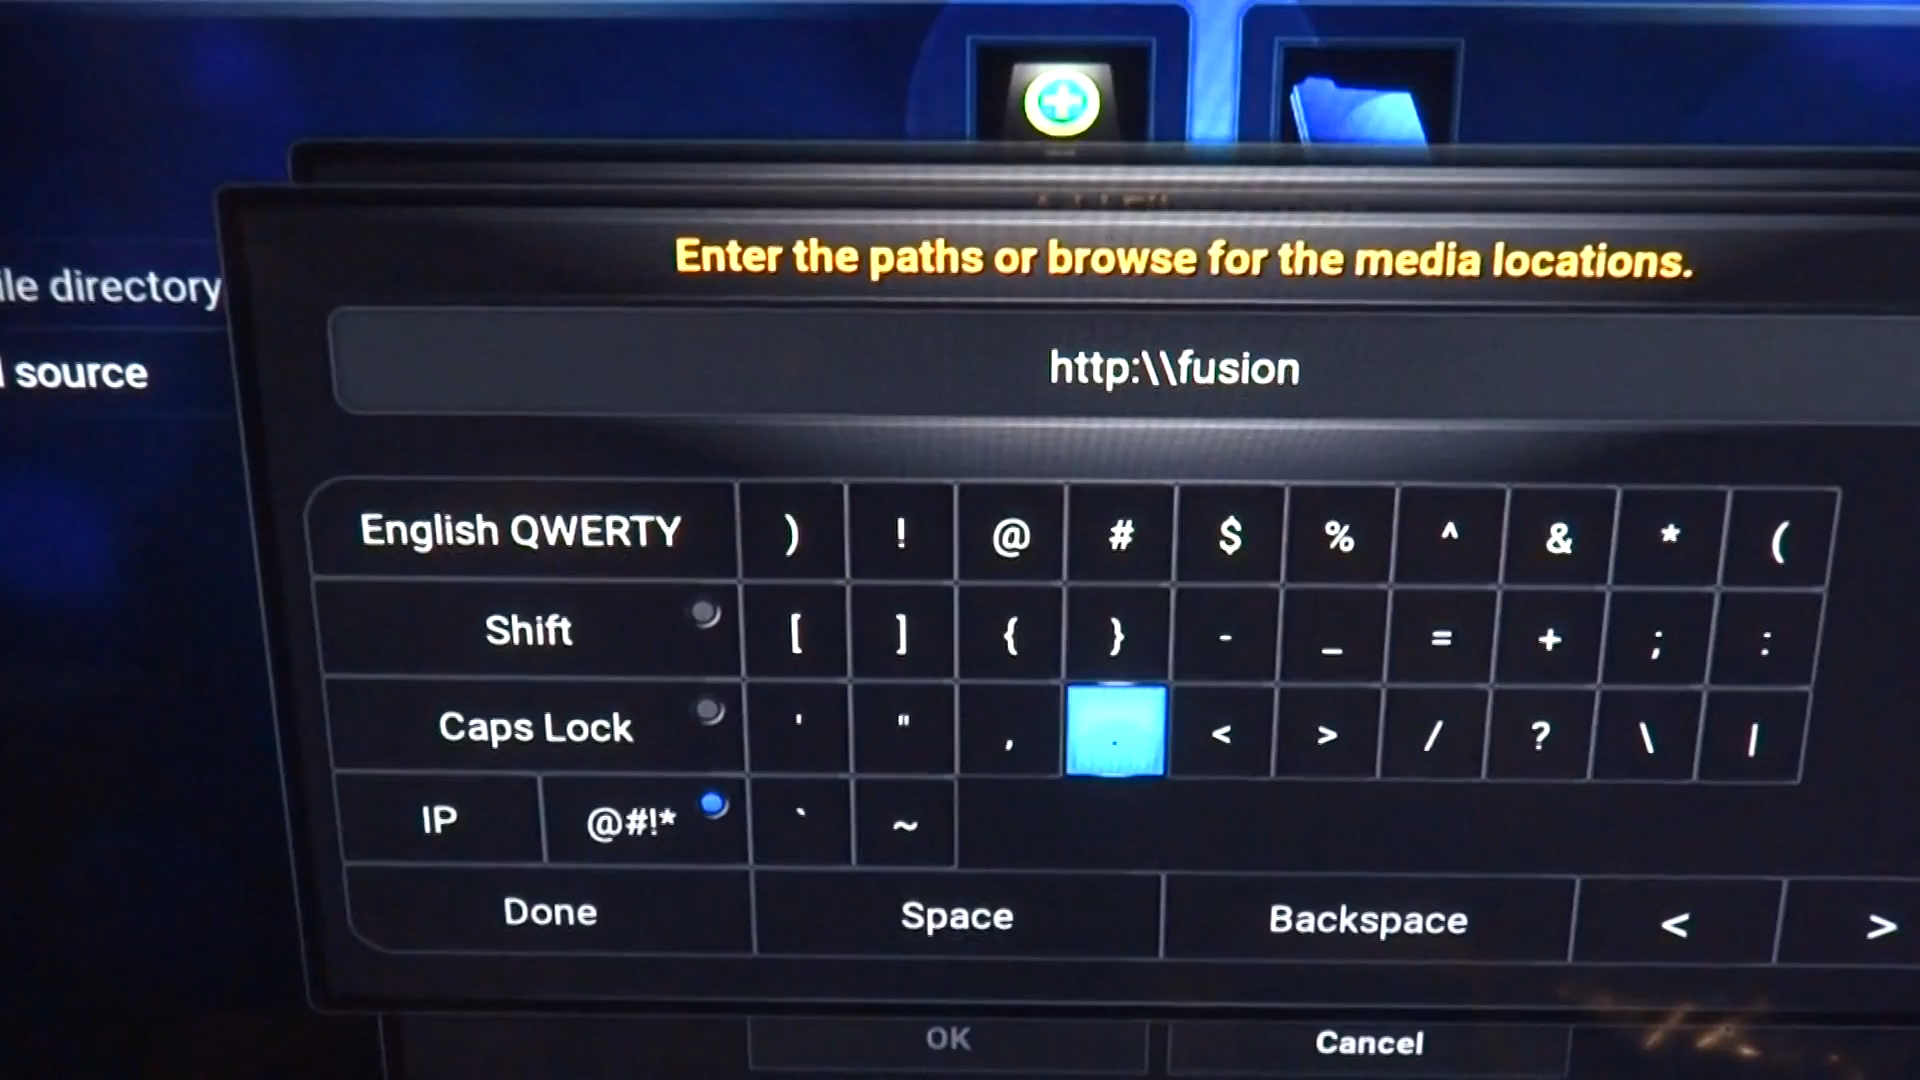 Enter the paths or browse for the media locations.
ile directory
http:\\fusion
source
English QWERTY ) ! @ # $ % ^ & * (
Shift [ ] { } - _ = + ; :
Caps Lock ' " , . < > / ? \ |
IP @#!* ` ~
Done Space Backspace < >
OK Cancel